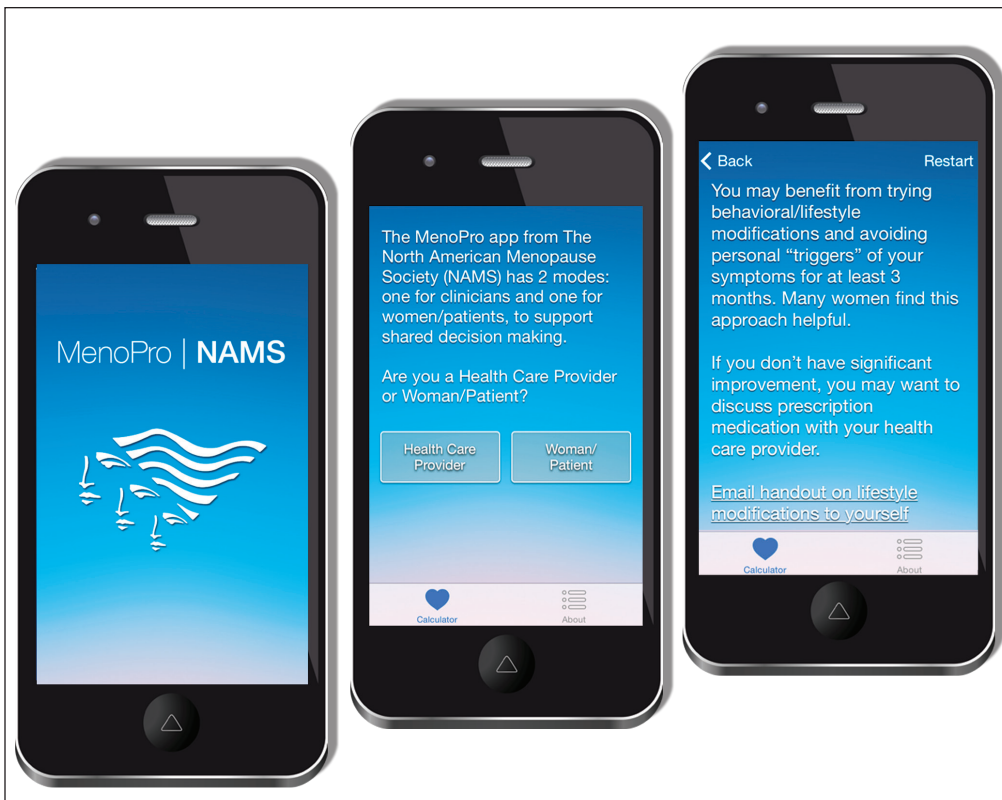 MenoPro | NAMS
The MenoPro app from The
North American Menopause
Society (NAMS) has 2 modes:
one for clinicians and one for
women/patients, to support
shared decision making.
Are you a Health Care Provider
or Woman/Patient?
Health Care
Provider
Woman/
Patient
Calculator
About
Back
Restart
You may benefit from trying
behavioral/lifestyle
modifications and avoiding
personal “triggers” of your
symptoms for at least 3
months. Many women find this
approach helpful.
If you don’t have significant
improvement, you may want to
discuss prescription
medication with your health
care provider.
Email handout on lifestyle
modifications to yourself
Calculator
About